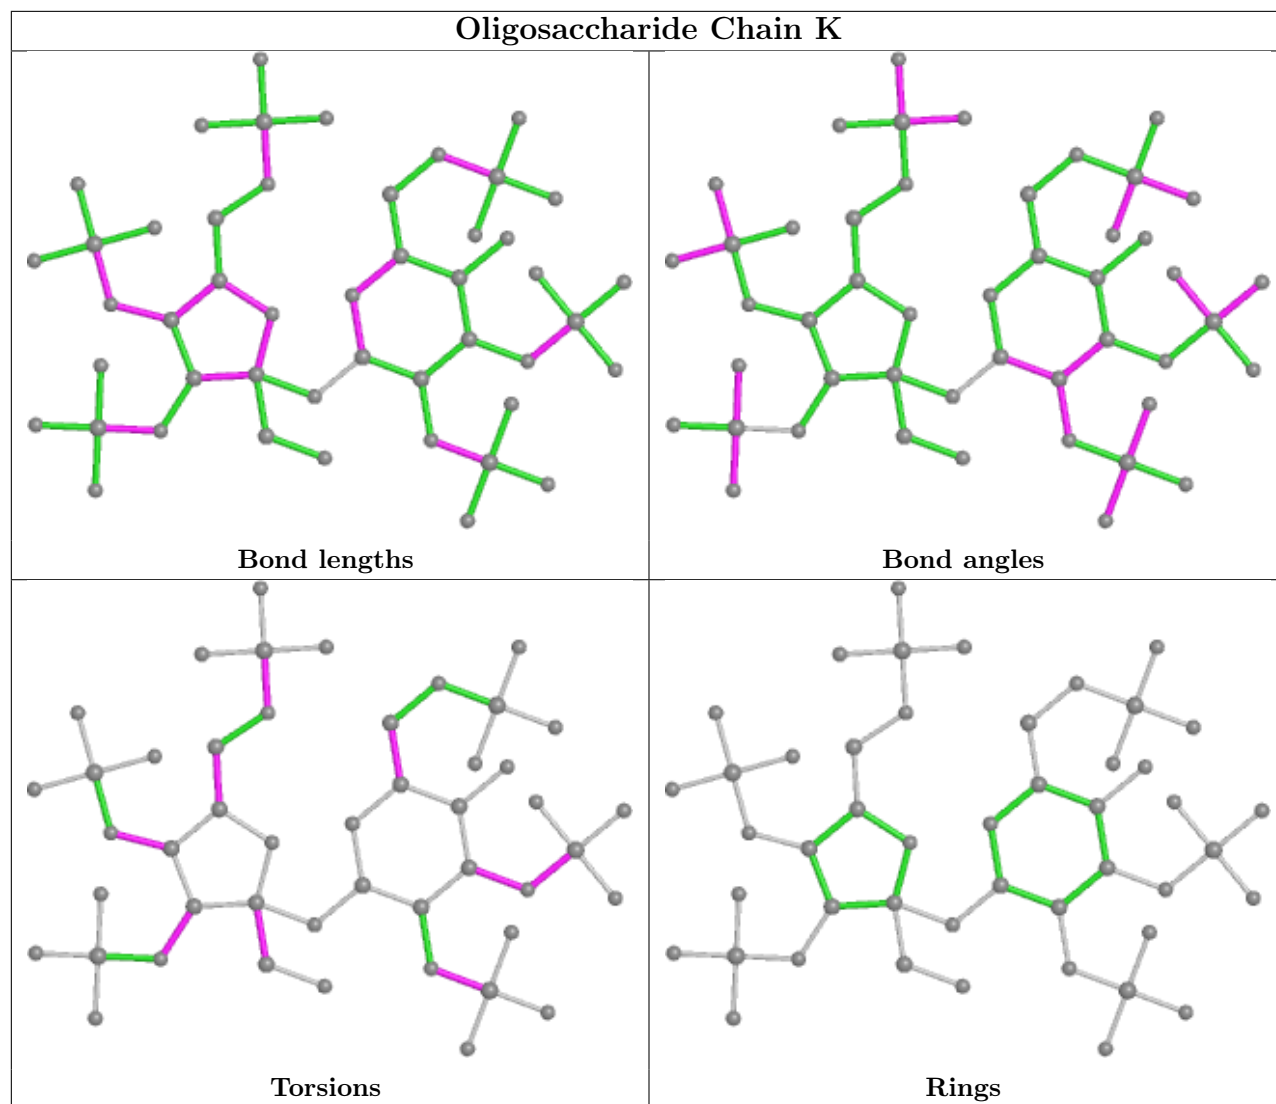 Oligosaccharide Chain K
Bond lengths
Bond angles
Torsions
Rings